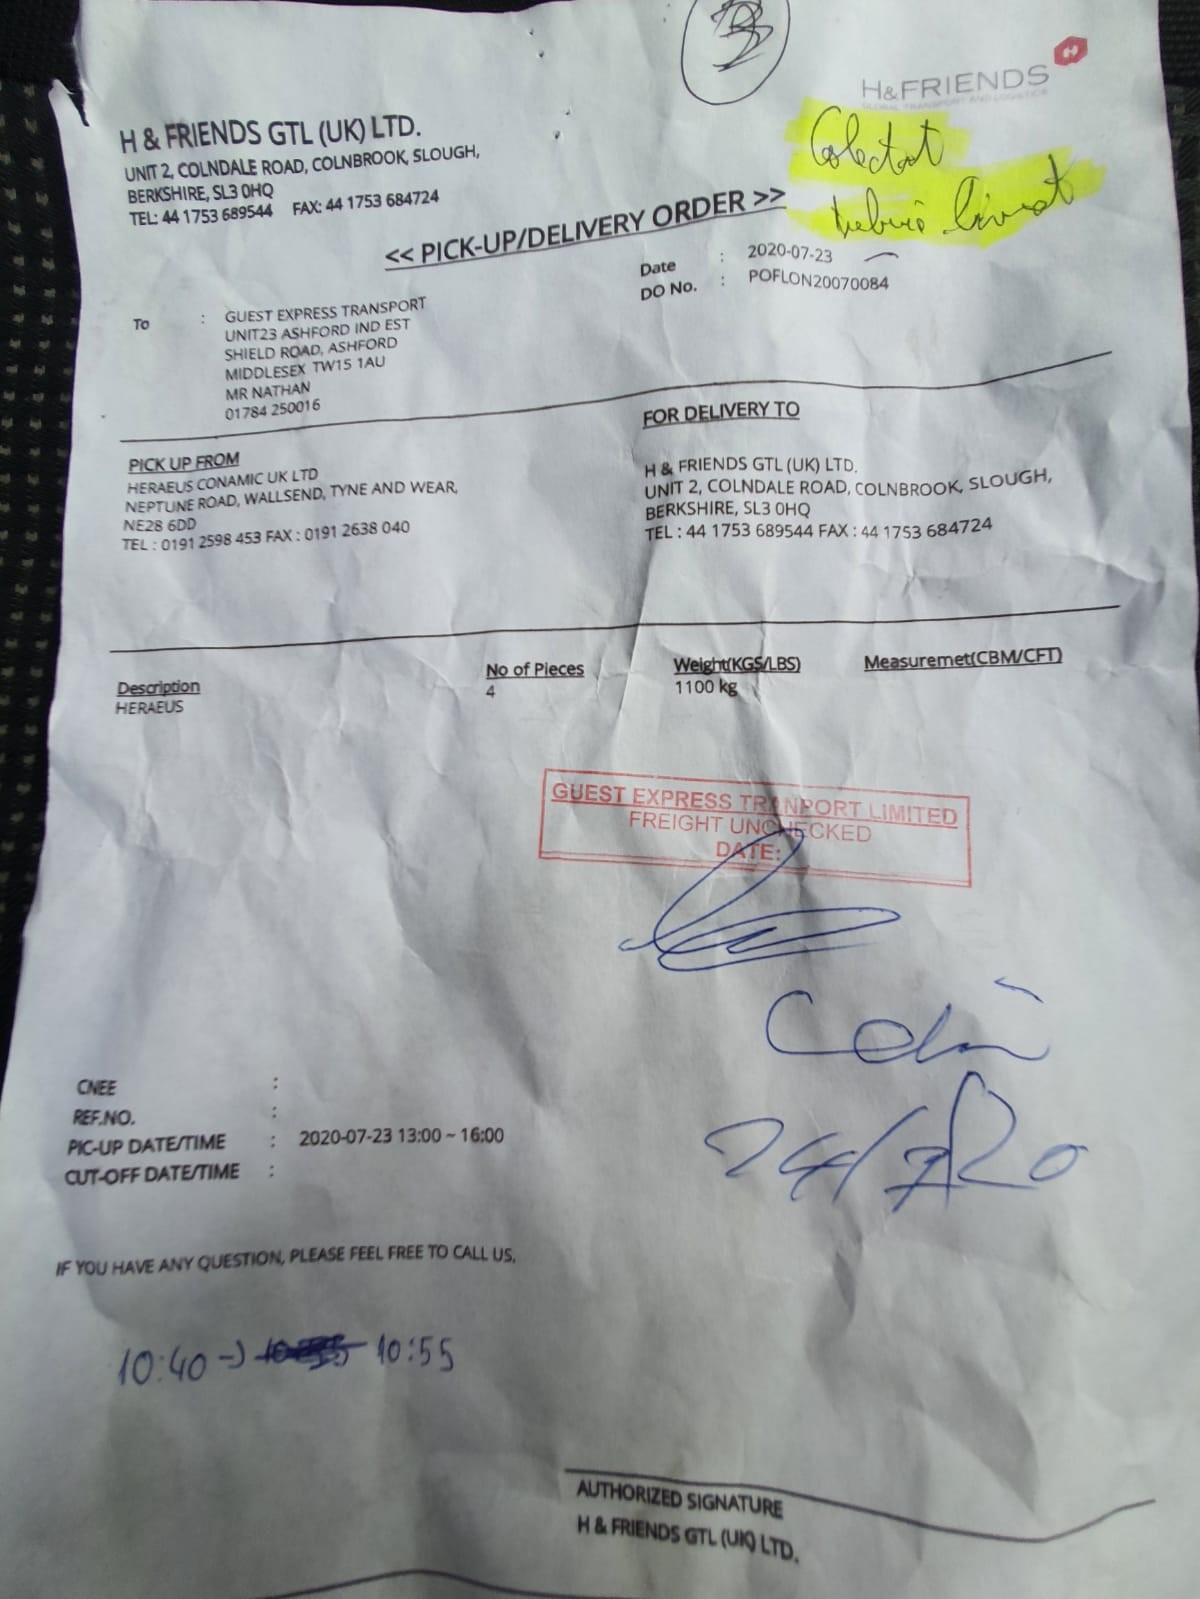 H&FRIENDS
GLOBAL TRANSPORT AND LOGISTICS
H & FRIENDS GTL (UK) LTD.
UNIT 2, COLNDALE ROAD, COLNBROOK, SLOUGH,
BERKSHIRE, SL3 0HQ
TEL: 44 1753 689544 FAX: 44 1753 684724
Colectat
trebuie livrat
<< PICK-UP/DELIVERY ORDER >>
Date : 2020-07-23
DO No. : POFLON20070084
To : GUEST EXPRESS TRANSPORT
UNIT23 ASHFORD IND EST
SHIELD ROAD, ASHFORD
MIDDLESEX TW15 1AU
MR NATHAN
01784 250016
PICK UP FROM
HERAEUS CONAMIC UK LTD
NEPTUNE ROAD, WALLSEND, TYNE AND WEAR,
NE28 6DD
TEL : 0191 2598 453 FAX : 0191 2638 040
FOR DELIVERY TO
H & FRIENDS GTL (UK) LTD.
UNIT 2, COLNDALE ROAD, COLNBROOK, SLOUGH,
BERKSHIRE, SL3 0HQ
TEL : 44 1753 689544 FAX : 44 1753 684724
Description No of Pieces Weight(KGS/LBS) Measuremet(CBM/CFT)
HERAEUS 4 1100 kg
GUEST EXPRESS TRANPORT LIMITED
FREIGHT UNCHECKED
DATE:
Colin
24/7/20
CNEE :
REF.NO. :
PIC-UP DATE/TIME : 2020-07-23 13:00 ~ 16:00
CUT-OFF DATE/TIME :
IF YOU HAVE ANY QUESTION, PLEASE FEEL FREE TO CALL US.
10:40 -> 10:55
AUTHORIZED SIGNATURE
H & FRIENDS GTL (UK) LTD.